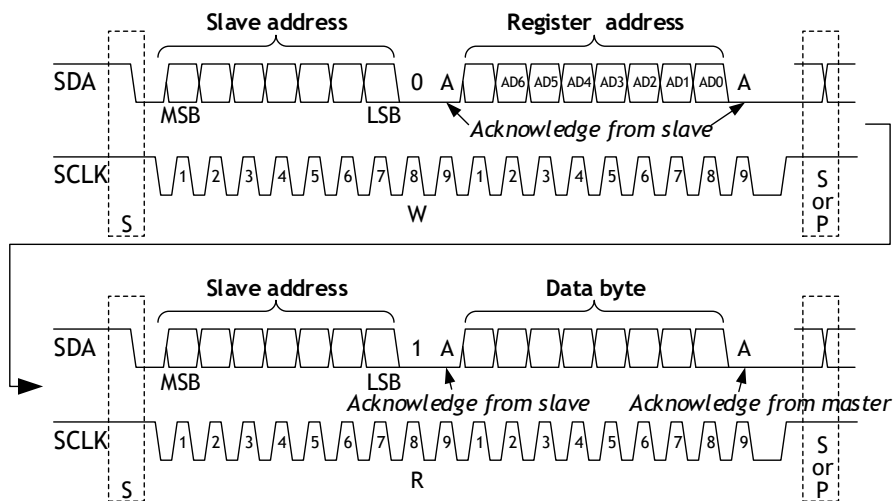 Slave address Register address
SDA 0 A AD6 AD5 AD4 AD3 AD2 AD1 AD0 A
MSB LSB Acknowledge from slave
SCLK 1 2 3 4 5 6 7 8 9 1 2 3 4 5 6 7 8 9
S W S or P
Slave address Data byte
SDA 1 A A
MSB LSB
Acknowledge from slave Acknowledge from master
SCLK 1 2 3 4 5 6 7 8 9 1 2 3 4 5 6 7 8 9
S R S or P